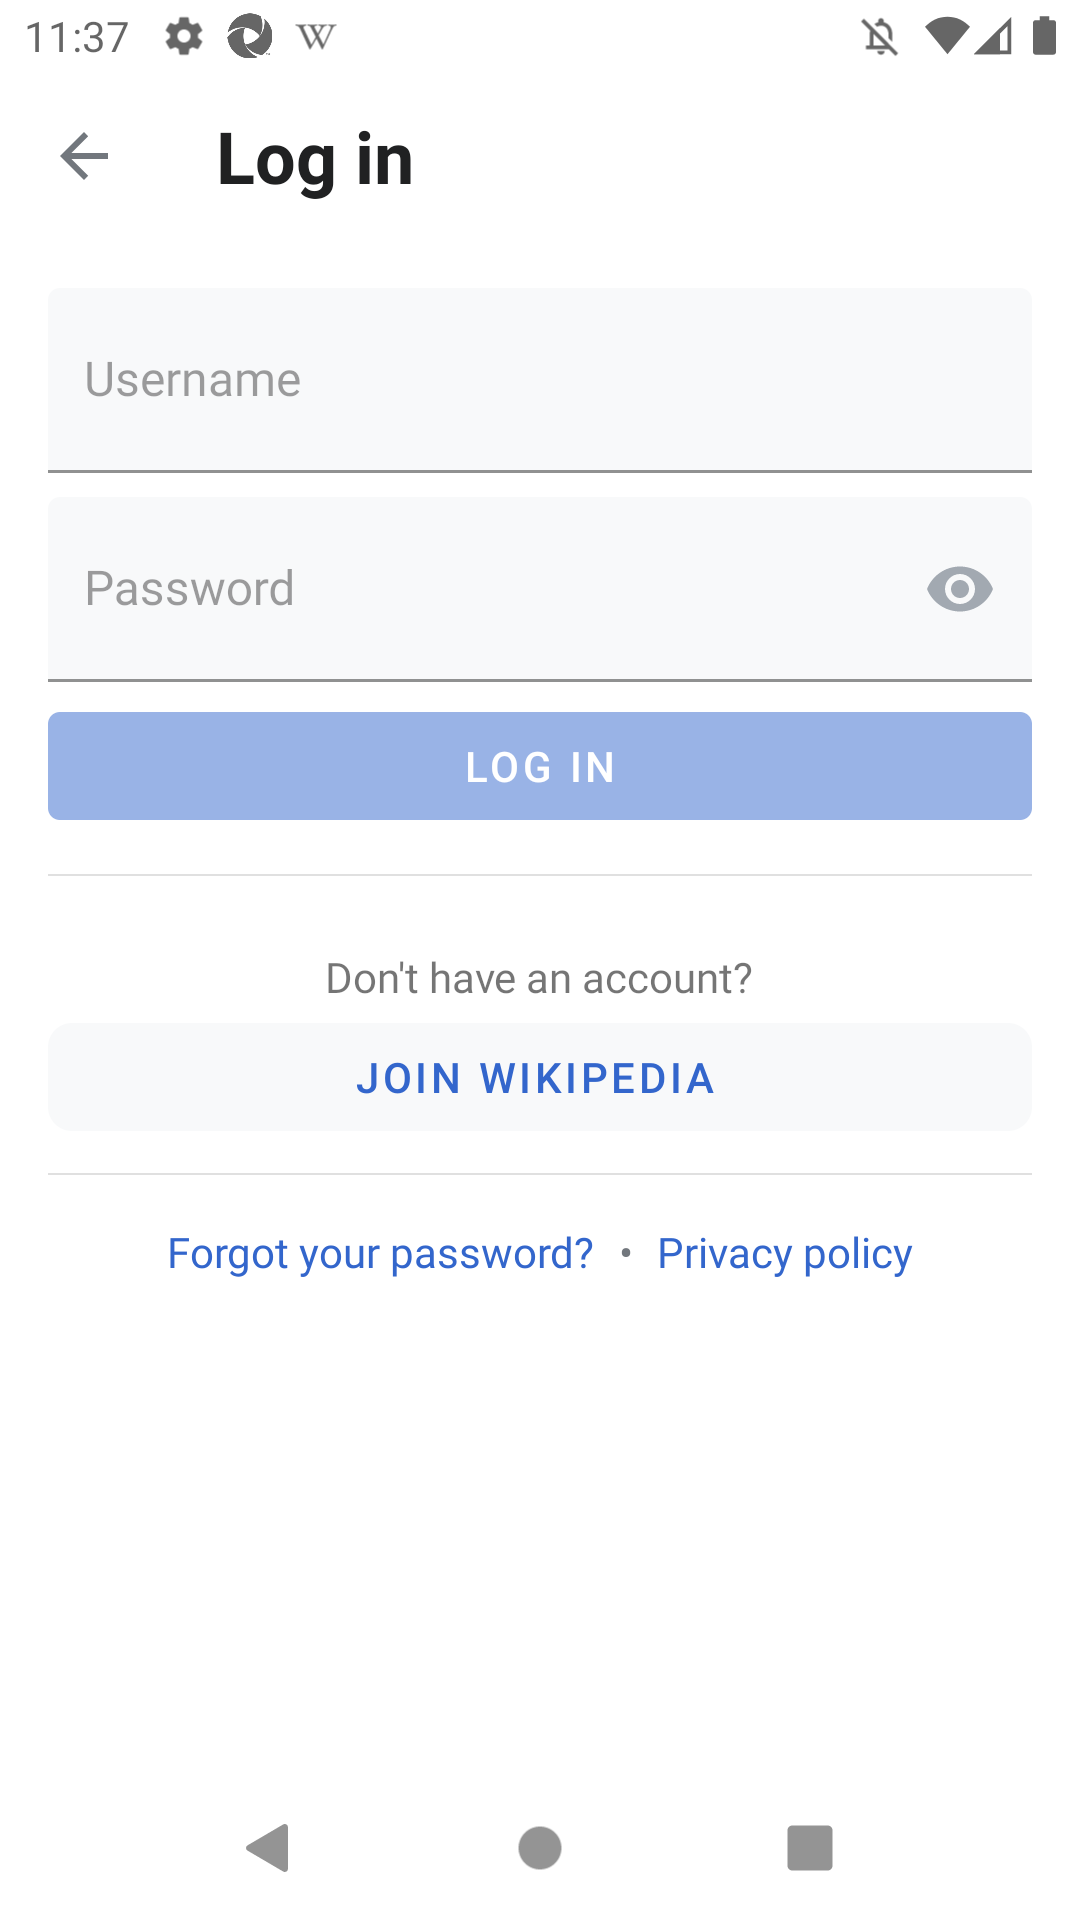 11:37
Log in
Username
Password
LOG IN
Don't have an account?
JOIN WIKIPEDIA
Forgot your password? • Privacy policy